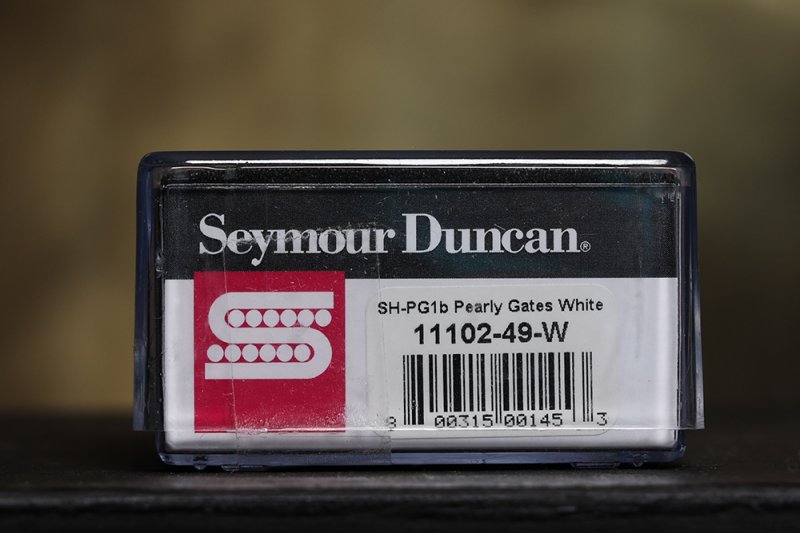 Seymour Duncan®
SH-PG1b Pearly Gates White
11102-49-W
8 00315 00145 3